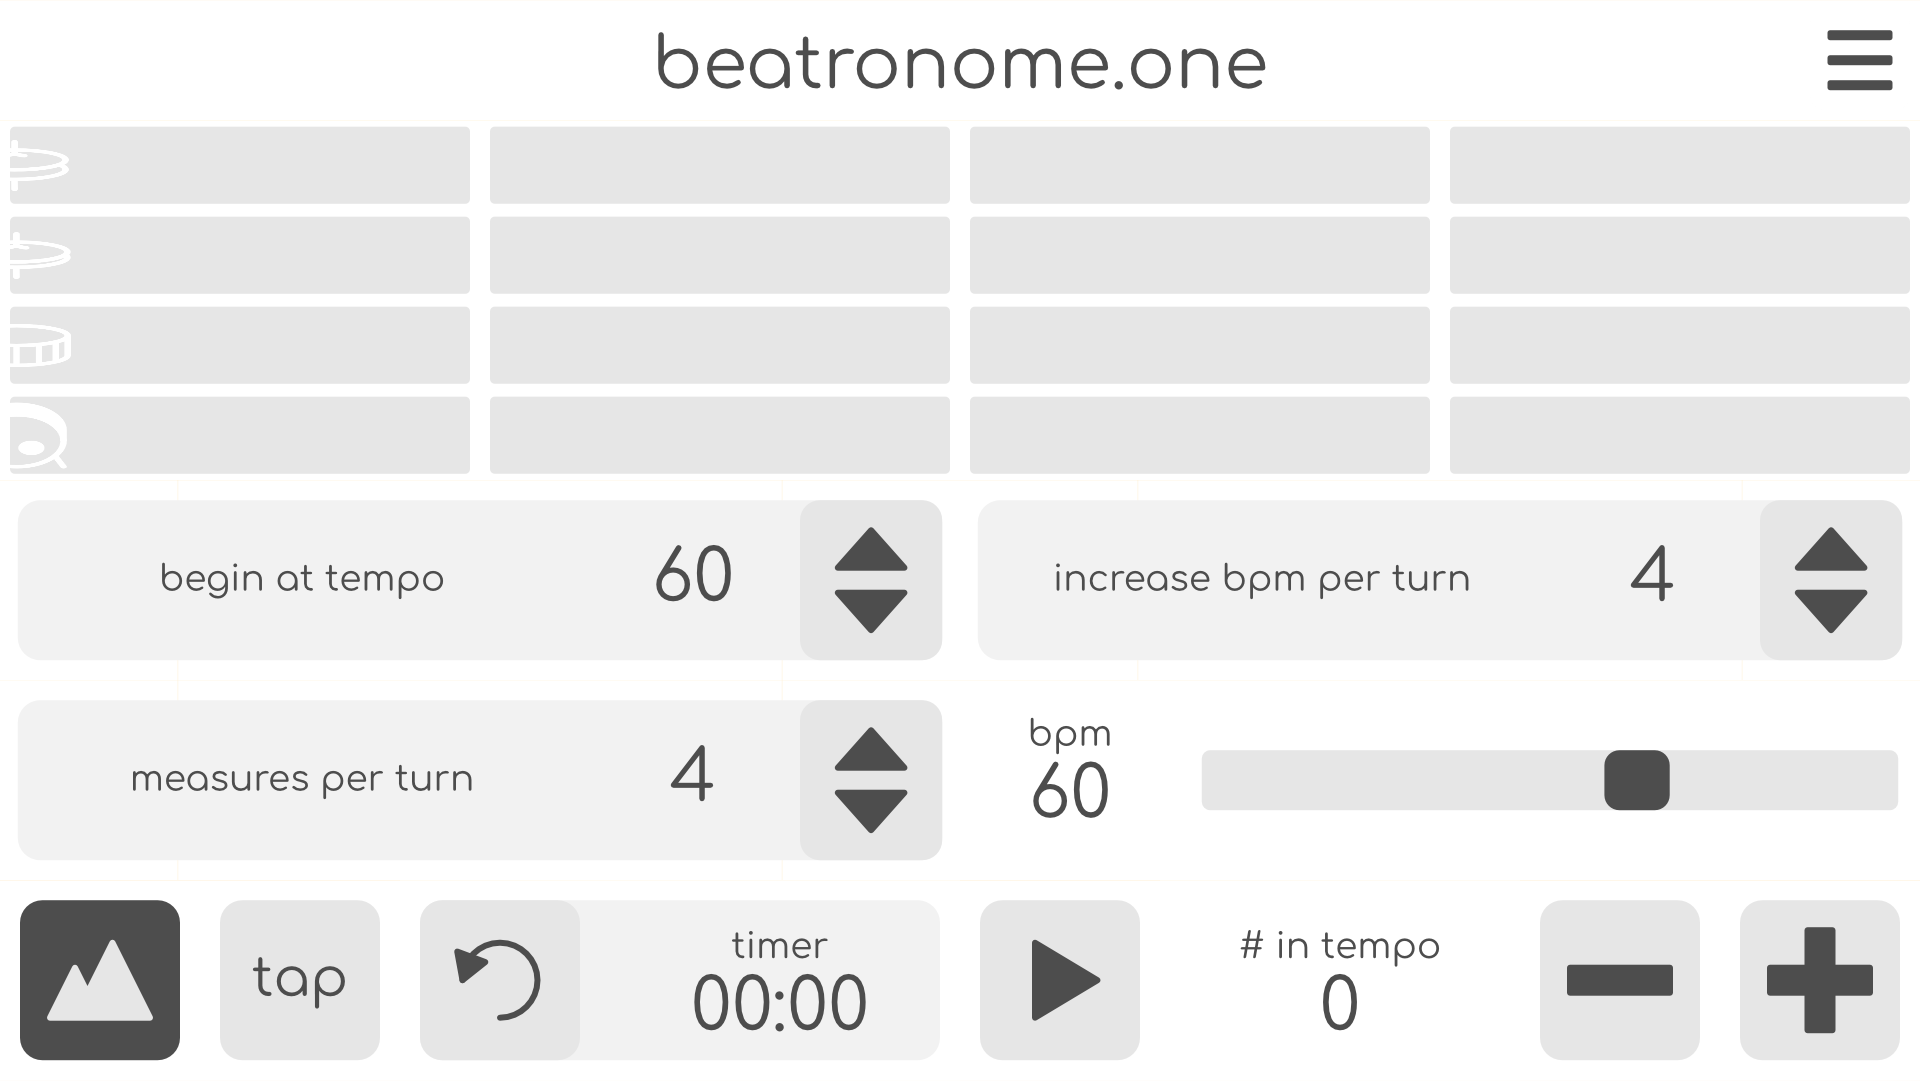 beatronome.one
begin at tempo 60
increase bpm per turn 4
measures per turn 4
bpm
60
tap
timer
00:00
# in tempo
0